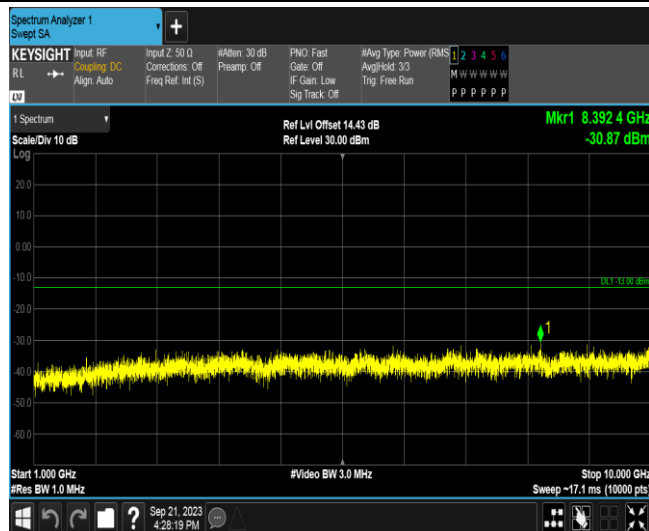 Spectrum Analyzer 1
Swept SA
+
KEYSIGHT
RL
LXI
Input: RF
Coupling: DC
Align: Auto
Input Z: 50 Ω
Corrections: Off
Freq Ref: Int (S)
#Atten: 30 dB
Preamp: Off
PNO: Fast
Gate: Off
IF Gain: Low
Sig Track: Off
#Avg Type: Power (RMS
Avg|Hold: 3/3
Trig: Free Run
1 2 3 4 5 6
M W W W W W
P P P P P P
1 Spectrum
Scale/Div 10 dB
Log
Ref Lvl Offset 14.43 dB
Ref Level 30.00 dBm
Mkr1 8.392 4 GHz
-30.87 dBm
20.0
10.0
0.00
-10.0
DL1 -13.00 dBm
-20.0
-30.0
1
-40.0
-50.0
-60.0
Start 1.000 GHz
#Video BW 3.0 MHz
Stop 10.000 GHz
#Res BW 1.0 MHz
Sweep ~17.1 ms (10000 pts)
?
Sep 21, 2023
4:28:19 PM